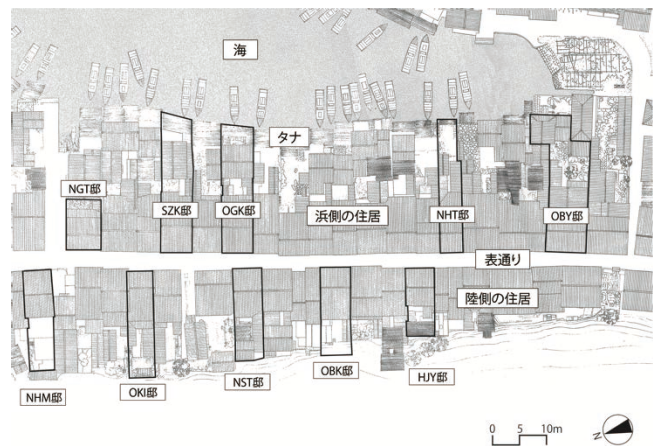 海
タナ
NGT邸
SZK邸
OGK邸
浜側の住居
NHT邸
OBY邸
表通り
陸側の住居
NHM邸
OKI邸
NST邸
OBK邸
HJY邸
0 5 10m
N